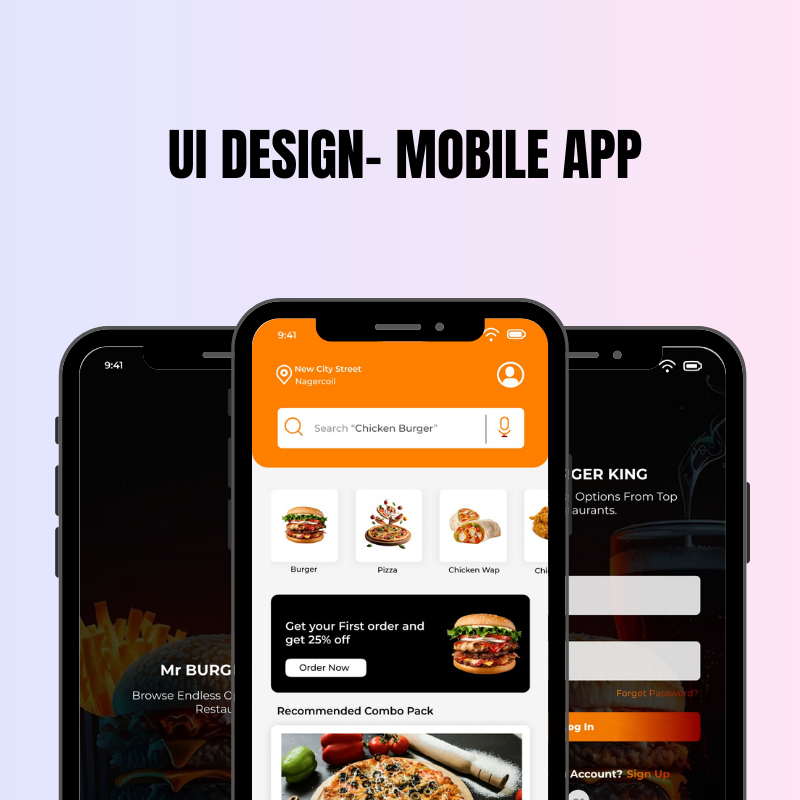 UI DESIGN- MOBILE APP
9:41
Mr BURG
Browse Endless O
Restau
9:41
New City Street
Nagercoil
Search “Chicken Burger”
Burger
Pizza
Chicken Wap
Chi
Get your First order and
get 25% off
Order Now
Recommended Combo Pack
GER KING
Options From Top
aurants.
Forget Password?
og In
Account? Sign Up